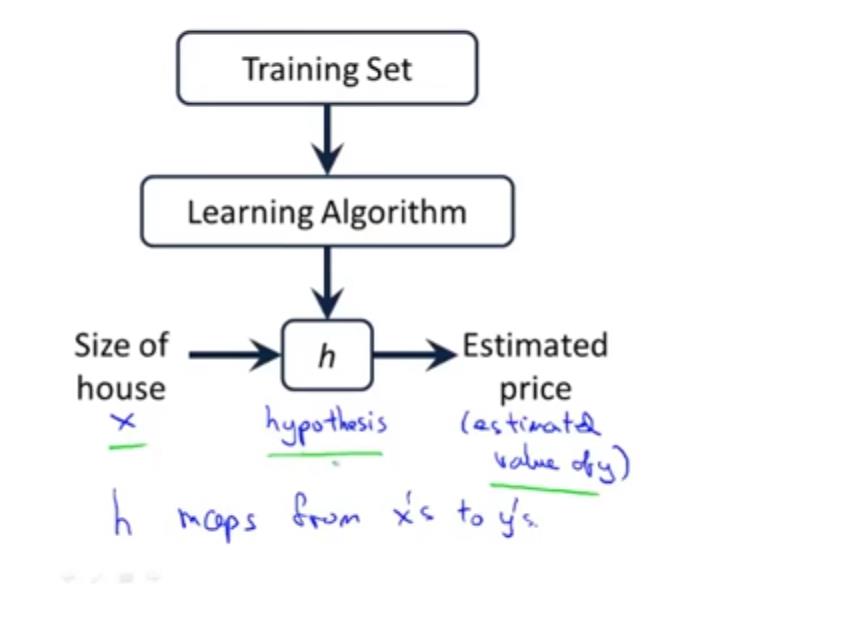 Training Set
Learning Algorithm
Size of
house
h
Estimated
price
x
hypothesis
(estimated
value of y)
h maps from x's to y's.